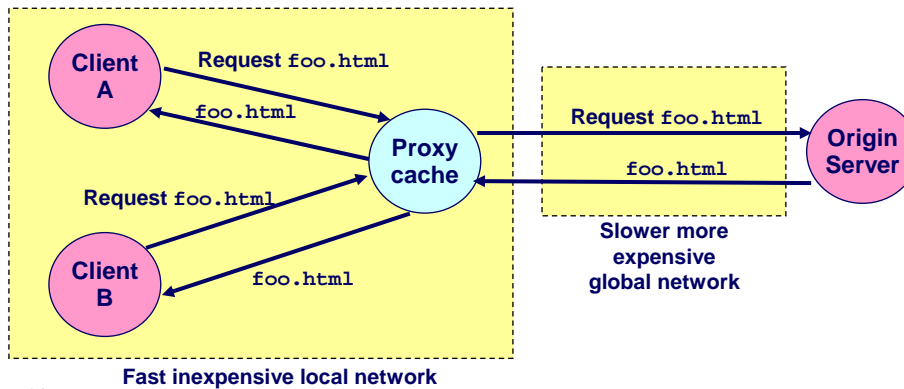 Client
A
Request foo.html
foo.html
Request foo.html
foo.html
Client
B
Proxy
cache
Request foo.html
foo.html
Origin
Server
Slower more
expensive
global network
Fast inexpensive local network